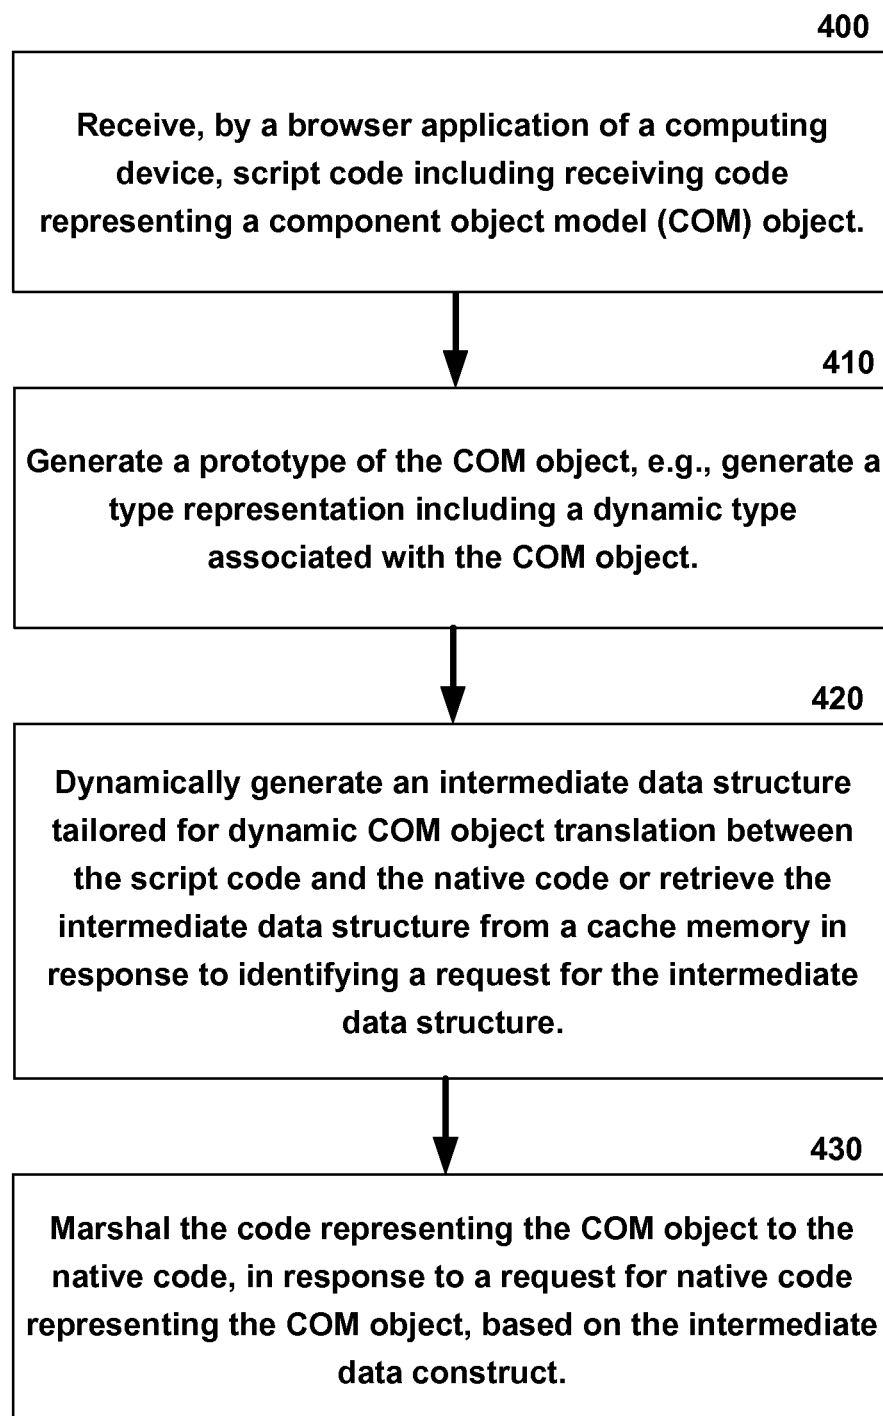 400
Receive, by a browser application of a computing
device, script code including receiving code
representing a component object model (COM) object.
410
Generate a prototype of the COM object, e.g., generate a
type representation including a dynamic type
associated with the COM object.
420
Dynamically generate an intermediate data structure
tailored for dynamic COM object translation between
the script code and the native code or retrieve the
intermediate data structure from a cache memory in
response to identifying a request for the intermediate
data structure.
430
Marshal the code representing the COM object to the
native code, in response to a request for native code
representing the COM object, based on the intermediate
data construct.